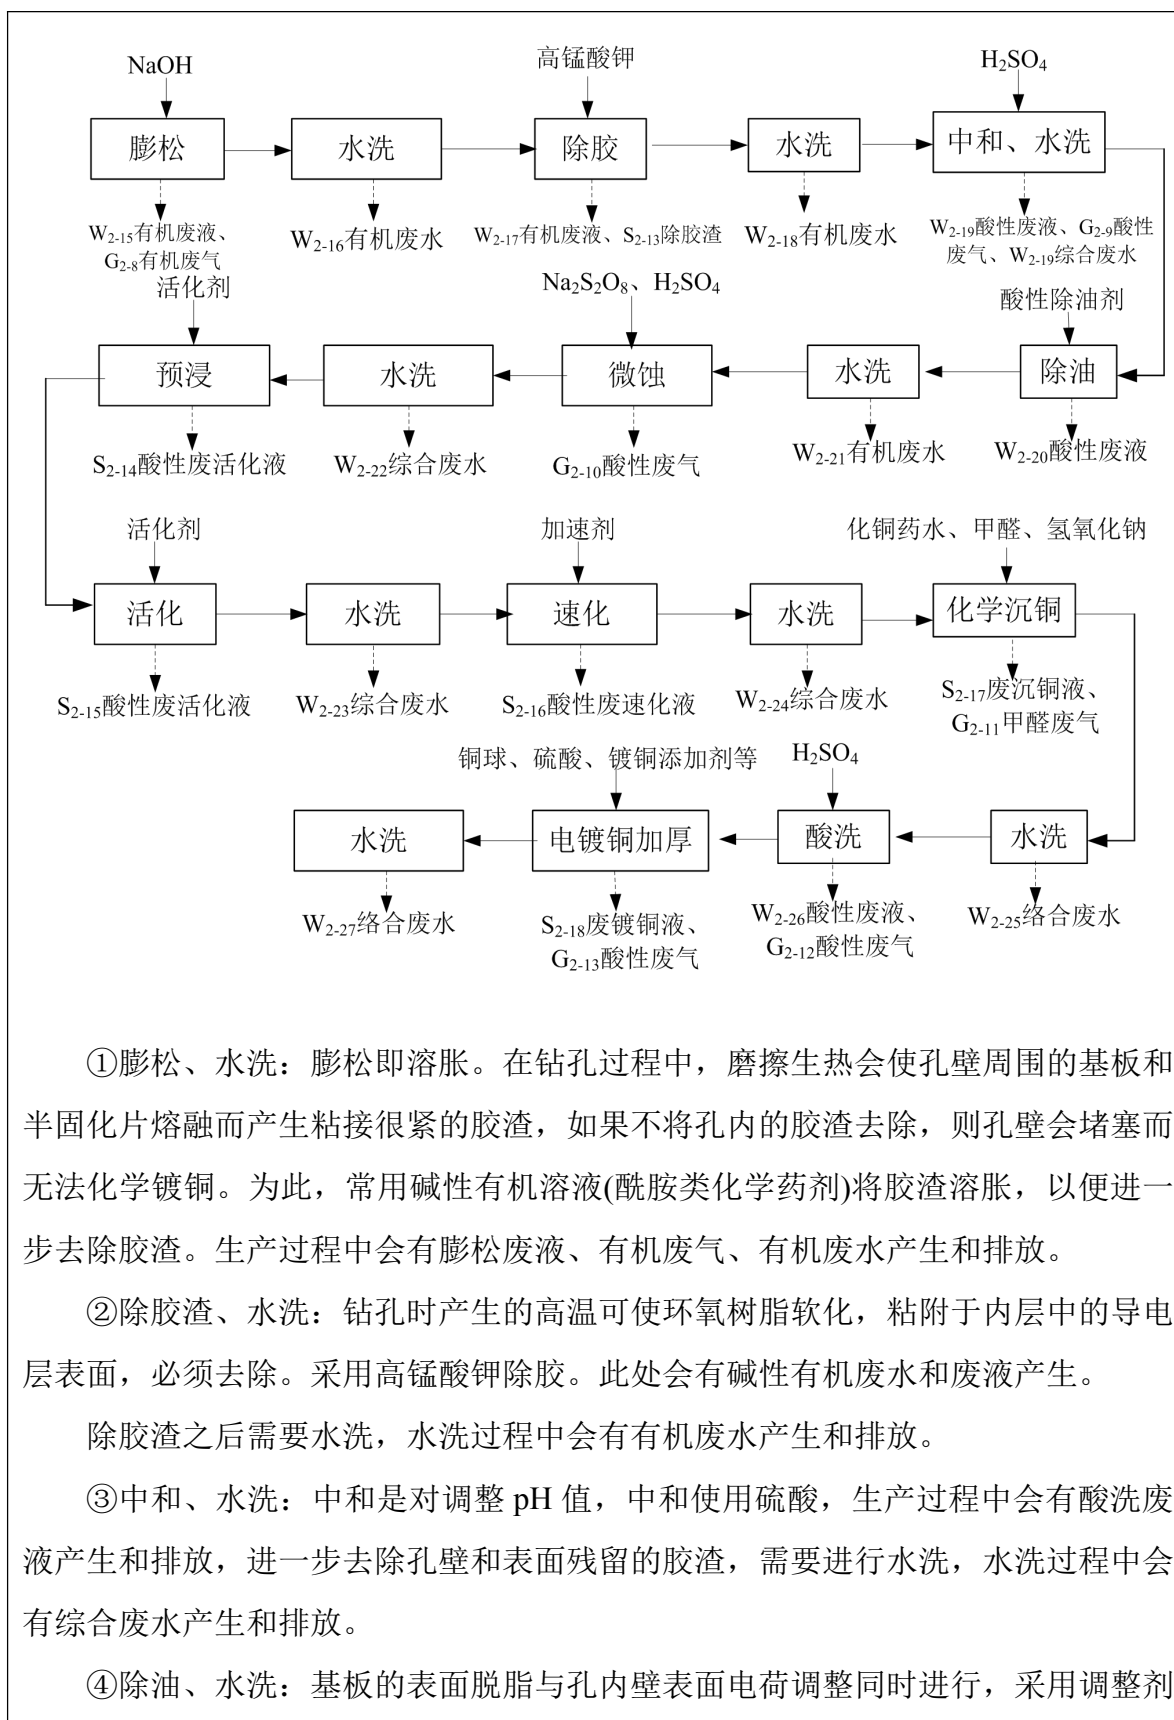 NaOH
高锰酸钾
H₂SO₄
膨松
水洗
除胶
水洗
中和、水洗
W₂₋₁₅有机废液、
G₂₋₈有机废气
W₂₋₁₆有机废水
W₂₋₁₇有机废液、S₂₋₁₃除胶渣
W₂₋₁₈有机废水
W₂₋₁₉酸性废液、G₂₋₉酸性
废气、W₂₋₁₉综合废水
活化剂
Na₂S₂O₈、H₂SO₄
酸性除油剂
预浸
水洗
微蚀
水洗
除油
S₂₋₁₄酸性废活化液
W₂₋₂₂综合废水
G₂₋₁₀酸性废气
W₂₋₂₁有机废水
W₂₋₂₀酸性废液
活化剂
加速剂
化铜药水、甲醛、氢氧化钠
活化
水洗
速化
水洗
化学沉铜
S₂₋₁₅酸性废活化液
W₂₋₂₃综合废水
S₂₋₁₆酸性废速化液
W₂₋₂₄综合废水
S₂₋₁₇废沉铜液、
G₂₋₁₁甲醛废气
铜球、硫酸、镀铜添加剂等
H₂SO₄
水洗
电镀铜加厚
酸洗
水洗
W₂₋₂₇络合废水
S₂₋₁₈废镀铜液、
G₂₋₁₃酸性废气
W₂₋₂₆酸性废液、
G₂₋₁₂酸性废气
W₂₋₂₅络合废水
①膨松、水洗：膨松即溶胀。在钻孔过程中，磨擦生热会使孔壁周围的基板和
半固化片熔融而产生粘接很紧的胶渣，如果不将孔内的胶渣去除，则孔壁会堵塞而
无法化学镀铜。为此，常用碱性有机溶液(酰胺类化学药剂)将胶渣溶胀，以便进一
步去除胶渣。生产过程中会有膨松废液、有机废气、有机废水产生和排放。
②除胶渣、水洗：钻孔时产生的高温可使环氧树脂软化，粘附于内层中的导电
层表面，必须去除。采用高锰酸钾除胶。此处会有碱性有机废水和废液产生。
除胶渣之后需要水洗，水洗过程中会有有机废水产生和排放。
③中和、水洗：中和是对调整 pH 值，中和使用硫酸，生产过程中会有酸洗废
液产生和排放，进一步去除孔壁和表面残留的胶渣，需要进行水洗，水洗过程中会
有综合废水产生和排放。
④除油、水洗：基板的表面脱脂与孔内壁表面电荷调整同时进行，采用调整剂